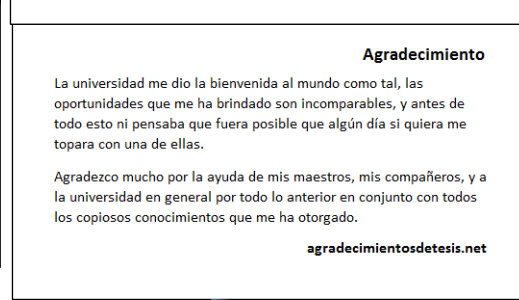 Agradecimiento
La universidad me dio la bienvenida al mundo como tal, las
oportunidades que me ha brindado son incomparables, y antes de
todo esto ni pensaba que fuera posible que algún día si quiera me
topara con una de ellas.
Agradezco mucho por la ayuda de mis maestros, mis compañeros, y a
la universidad en general por todo lo anterior en conjunto con todos
los copiosos conocimientos que me ha otorgado.
agradecimientosdetesis.net